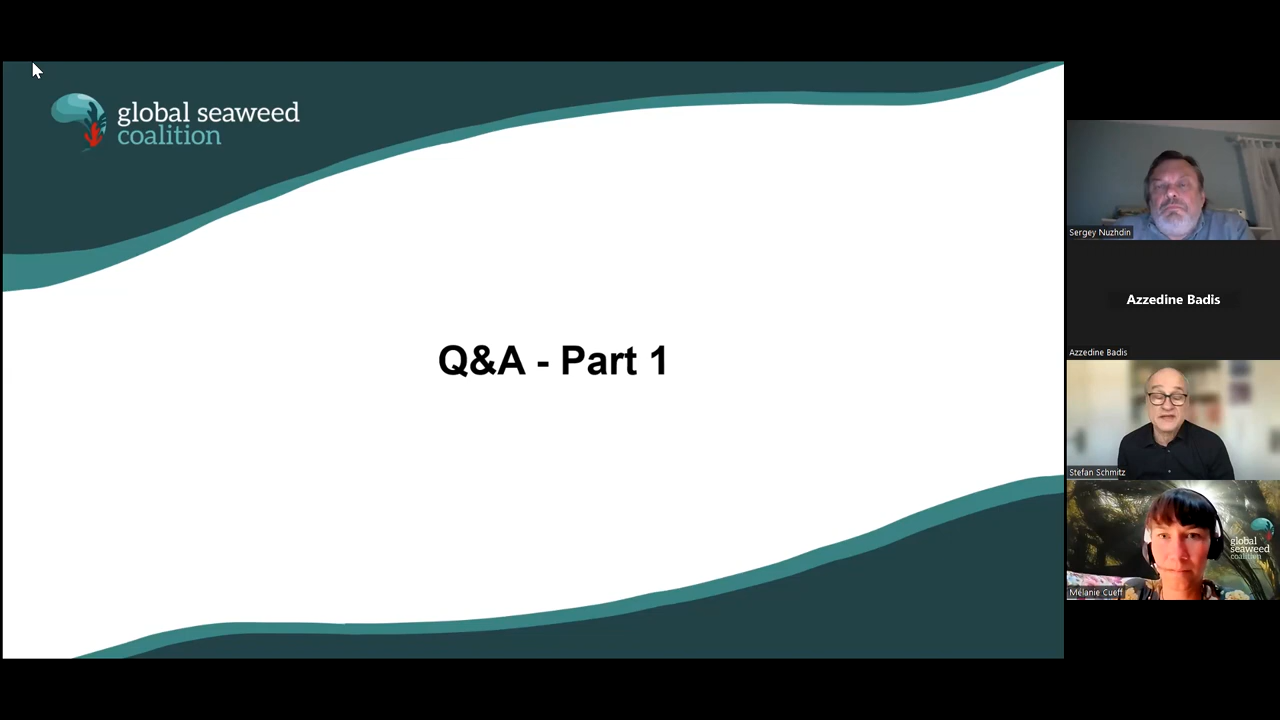 global seaweed
coalition
Q&A - Part 1
Sergey Nuzhdin
Azzedine Badis
Azzedine Badis
Stefan Schmitz
global
seaweed
coalition
Mélanie Cueff